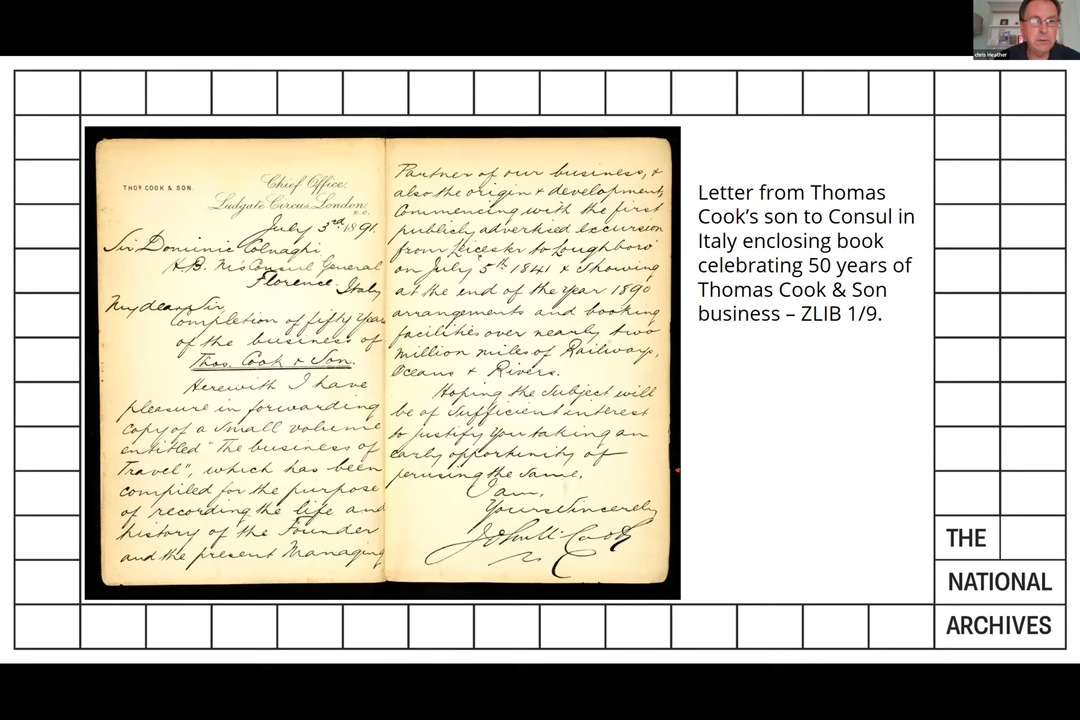 chris Heather
THOS COOK & SON.
Chief Office,
Ludgate Circus, London.
E.C.
July 3rd 1891.
Sir Dominic Colnaghi
H.B. M's Consul General
Florence. Italy
My dear Sir,
Completion of fifty Years
of the business of
Thos. Cook & Son.
Herewith I have
pleasure in forwarding
copy of a small volume
entitled "The business of
Travel", which has been
compiled for the purpose
of recording the life and
history of the Founder
and the present Managing
Partner of our business, &
also the origin & development,
Commencing with the first
publicly advertised excursion
from Leicester to Loughboro'
on July 5th 1841 & Showing
at the end of the year 1890
arrangements and booking
facilities over nearly two
million miles of Railways,
Oceans & Rivers.
Hoping the Subject will
be of Sufficient interest
to justify You taking an
early opportunity of
perusing the Same.
I am,
Yours Sincerely
John M Cook
Letter from Thomas
Cook's son to Consul in
Italy enclosing book
celebrating 50 years of
Thomas Cook & Son
business – ZLIB 1/9.
THE
NATIONAL
ARCHIVES